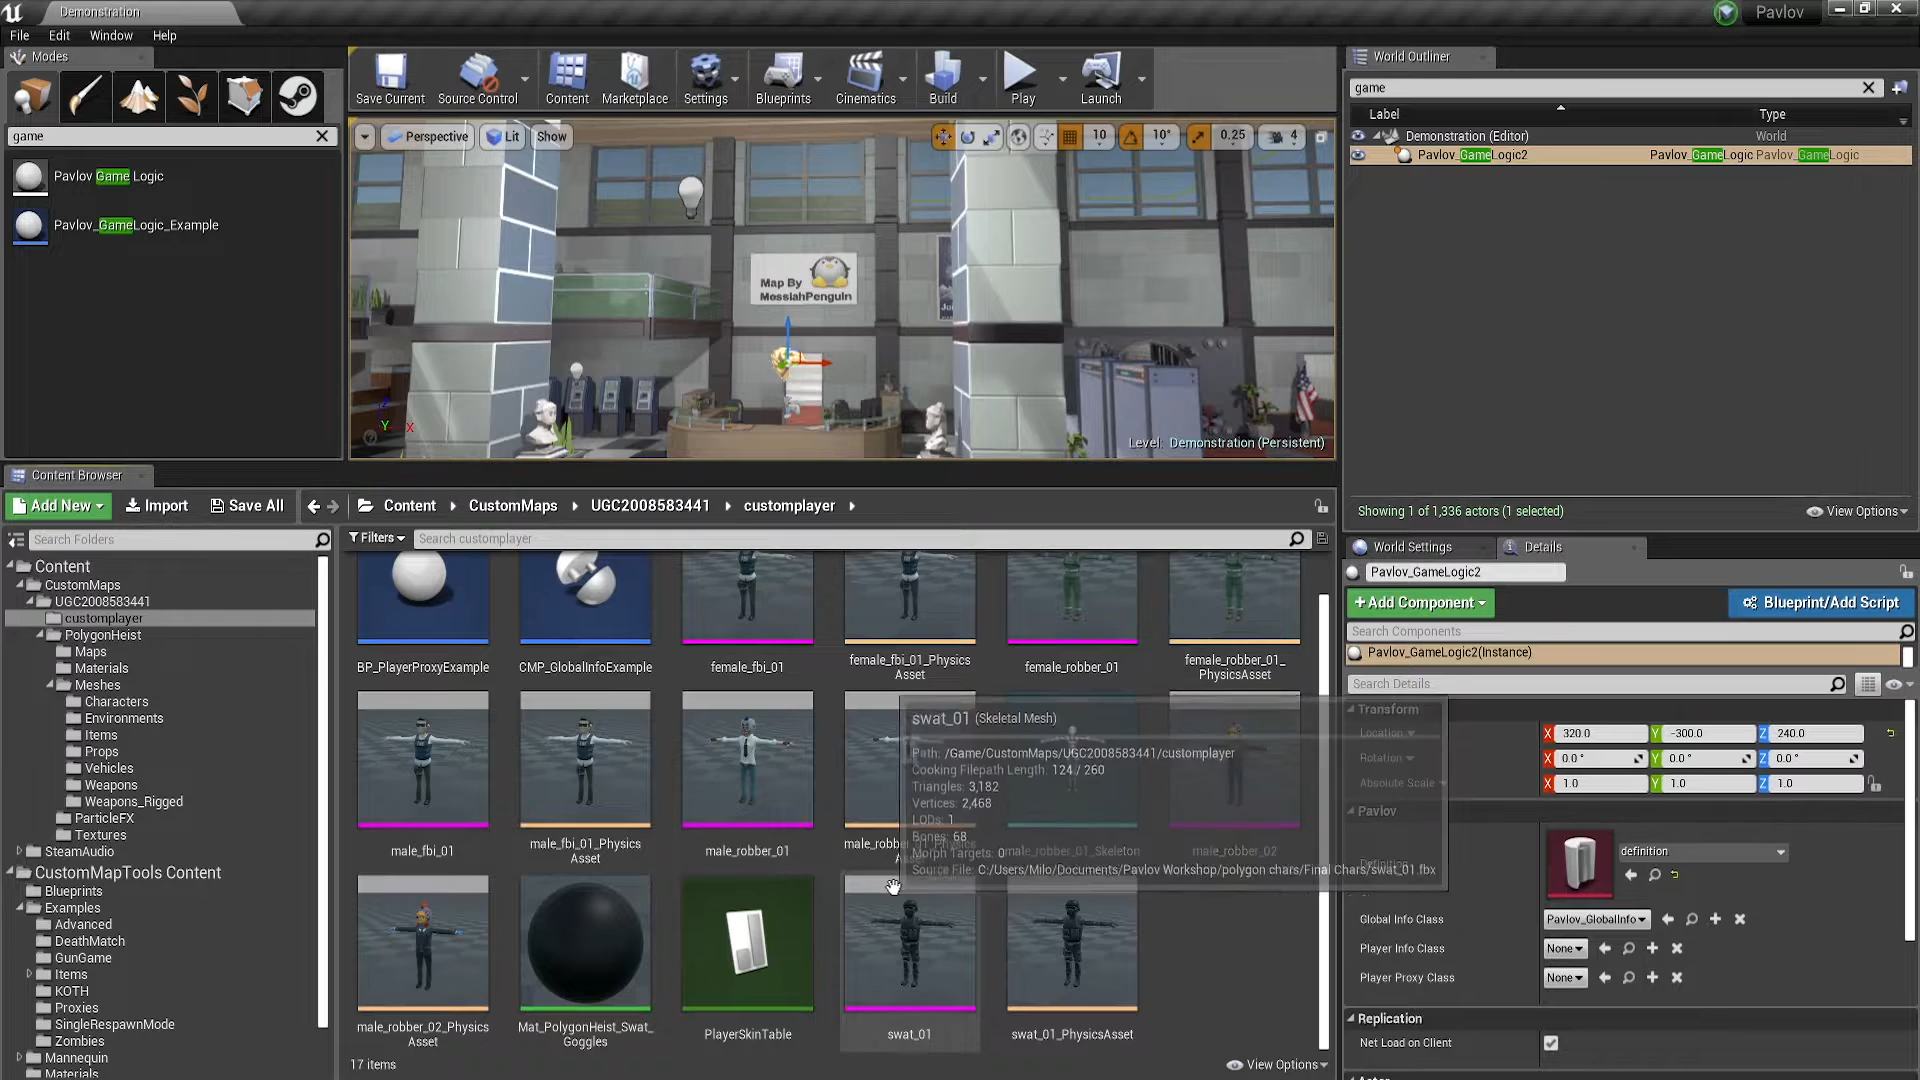 Demonstration
Pavlov
File Edit Window Help
Modes
game
Pavlov Game Logic
Pavlov_GameLogic_Example
Save Current
Source Control
Content
Marketplace
Settings
Blueprints
Cinematics
Build
Play
Launch
Perspective
Lit
Show
10
10°
0.25
4
Map By
MossiahPenguin
Y
X
Level: Demonstration (Persistent)
World Outliner
game
Label
Type
Demonstration (Editor)
World
Pavlov_GameLogic2
Pavlov_GameLogic Pavlov_GameLogic
Showing 1 of 1,336 actors (1 selected)
View Options
Content Browser
Add New
Import
Save All
Content
CustomMaps
UGC2008583441
customplayer
Search Folders
Filters
Search customplayer
Content
CustomMaps
UGC2008583441
customplayer
PolygonHeist
Maps
Materials
Meshes
Characters
Environments
Items
Props
Vehicles
Weapons
Weapons_Rigged
ParticleFX
Textures
SteamAudio
CustomMapTools Content
Blueprints
Examples
Advanced
DeathMatch
GunGame
Items
KOTH
Proxies
SingleRespawnMode
Zombies
Mannequin
Materials
BP_PlayerProxyExample
CMP_GlobalInfoExample
female_fbi_01
female_fbi_01_Physics
Asset
female_robber_01
female_robber_01_
PhysicsAsset
male_fbi_01
male_fbi_01_Physics
Asset
male_robber_01
male_robber_01_Skeleton
male_robber_02
swat_01 (Skeletal Mesh)
Path: /Game/CustomMaps/UGC2008583441/customplayer
Cooking Filepath Length: 124 / 260
Triangles: 3,182
Vertices: 2,468
LODs: 1
Bones: 68
Morph Targets: 0
Source File: C:/Users/Milo/Documents/Pavlov Workshop/polygon chars/Final Chars/swat_01.fbx
male_robber_02_Physics
Asset
Mat_PolygonHeist_Swat_
Goggles
PlayerSkinTable
swat_01
swat_01_PhysicsAsset
17 items
View Options
World Settings
Details
Pavlov_GameLogic2
Add Component
Blueprint/Add Script
Search Components
Pavlov_GameLogic2(Instance)
Search Details
Transform
Location
X 320.0 Y -300.0 Z 240.0
Rotation
X 0.0 ° Y 0.0 ° Z 0.0 °
Absolute Scale
X 1.0 Y 1.0 Z 1.0
Pavlov
Definition
definition
Global Info Class
Pavlov_GlobalInfo
Player Info Class
None
Player Proxy Class
None
Replication
Net Load on Client